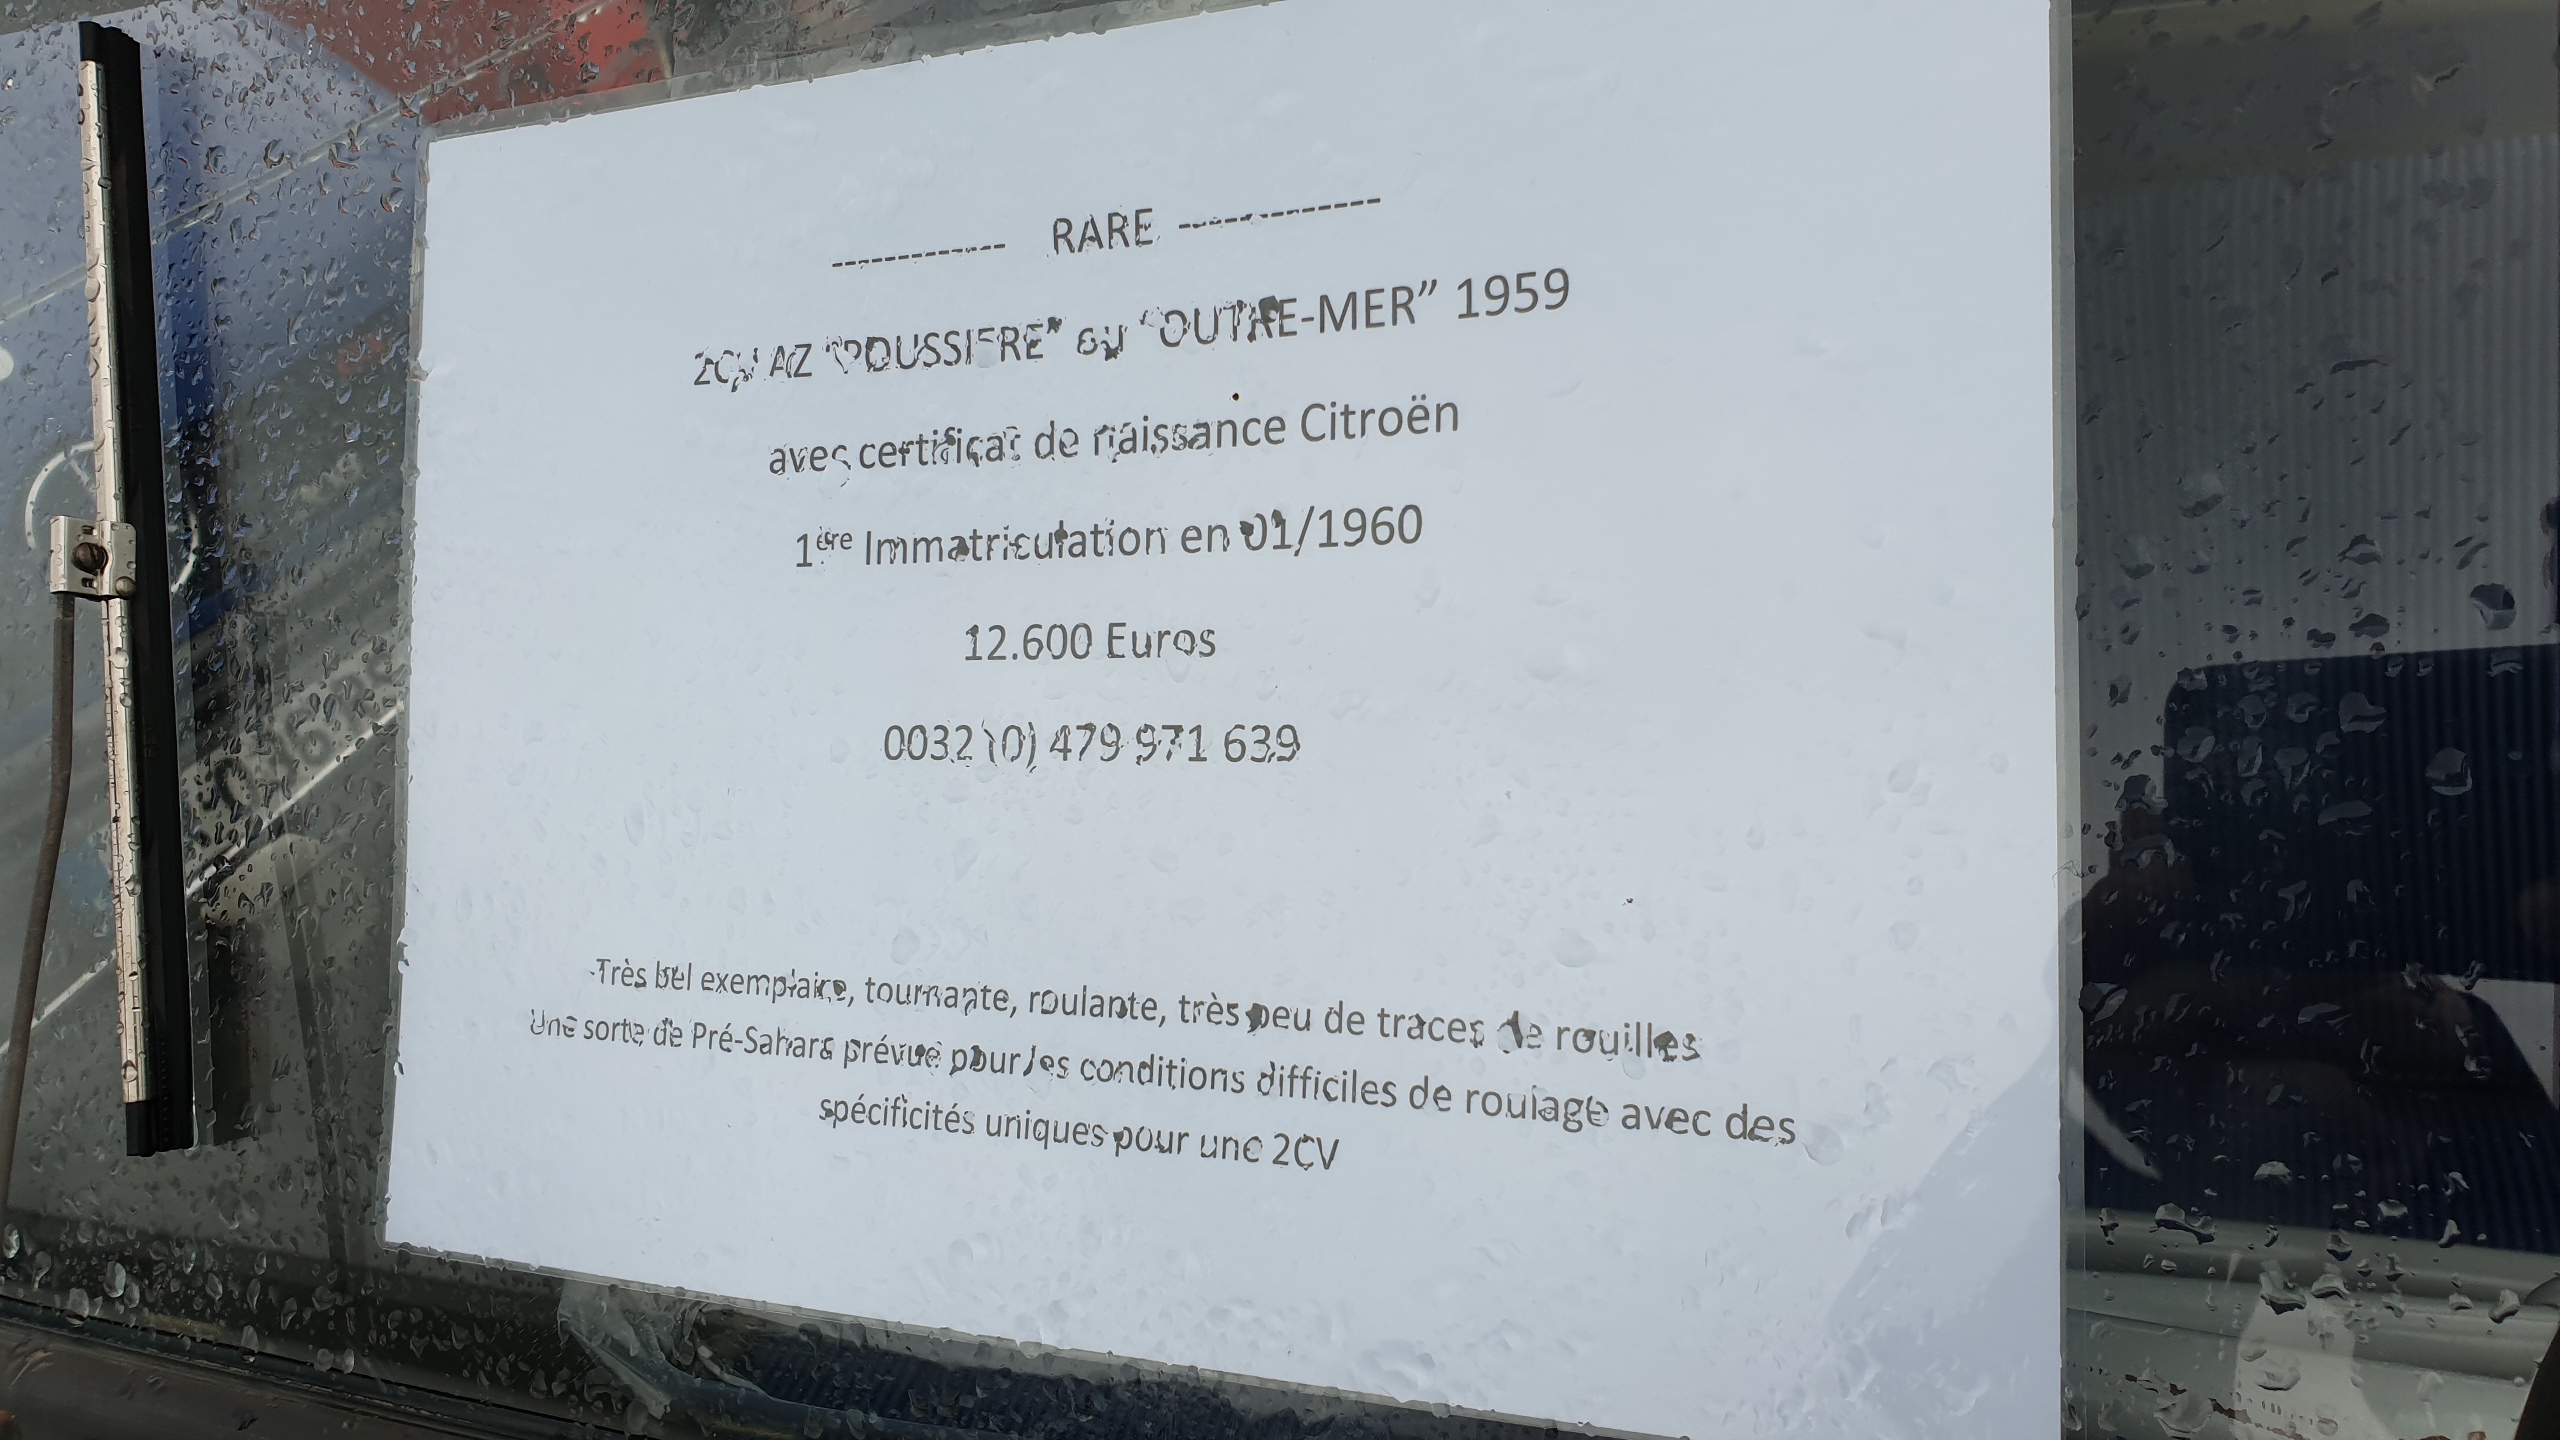 ------------- RARE ---------------
2CV AZ "POUSSIERE" ou "OUTRE-MER" 1959
avec certificat de naissance Citroën
1ère Immatriculation en 01/1960
12.600 Euros
0032 (0) 479 971 639
Très bel exemplaire, tournante, roulante, très peu de traces de rouilles
Une sorte de Pré-Sahara prévue pour les conditions difficiles de roulage avec des
spécificités uniques pour une 2CV